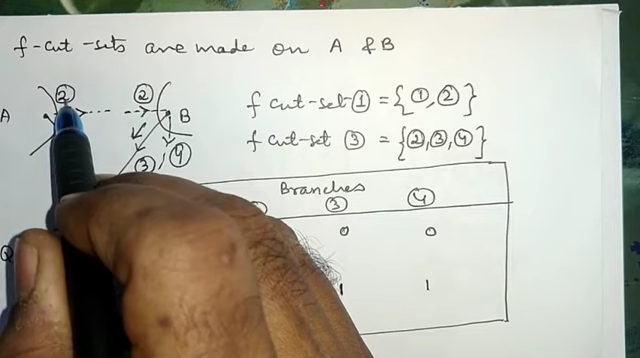 f-cut-sets are made on A & B
② ② f cut-set ① = {①, ②}
A B
f cut-set ③ = {②, ③, ④}
③, ④
Branches
③ ④
Q 0 0
1 1